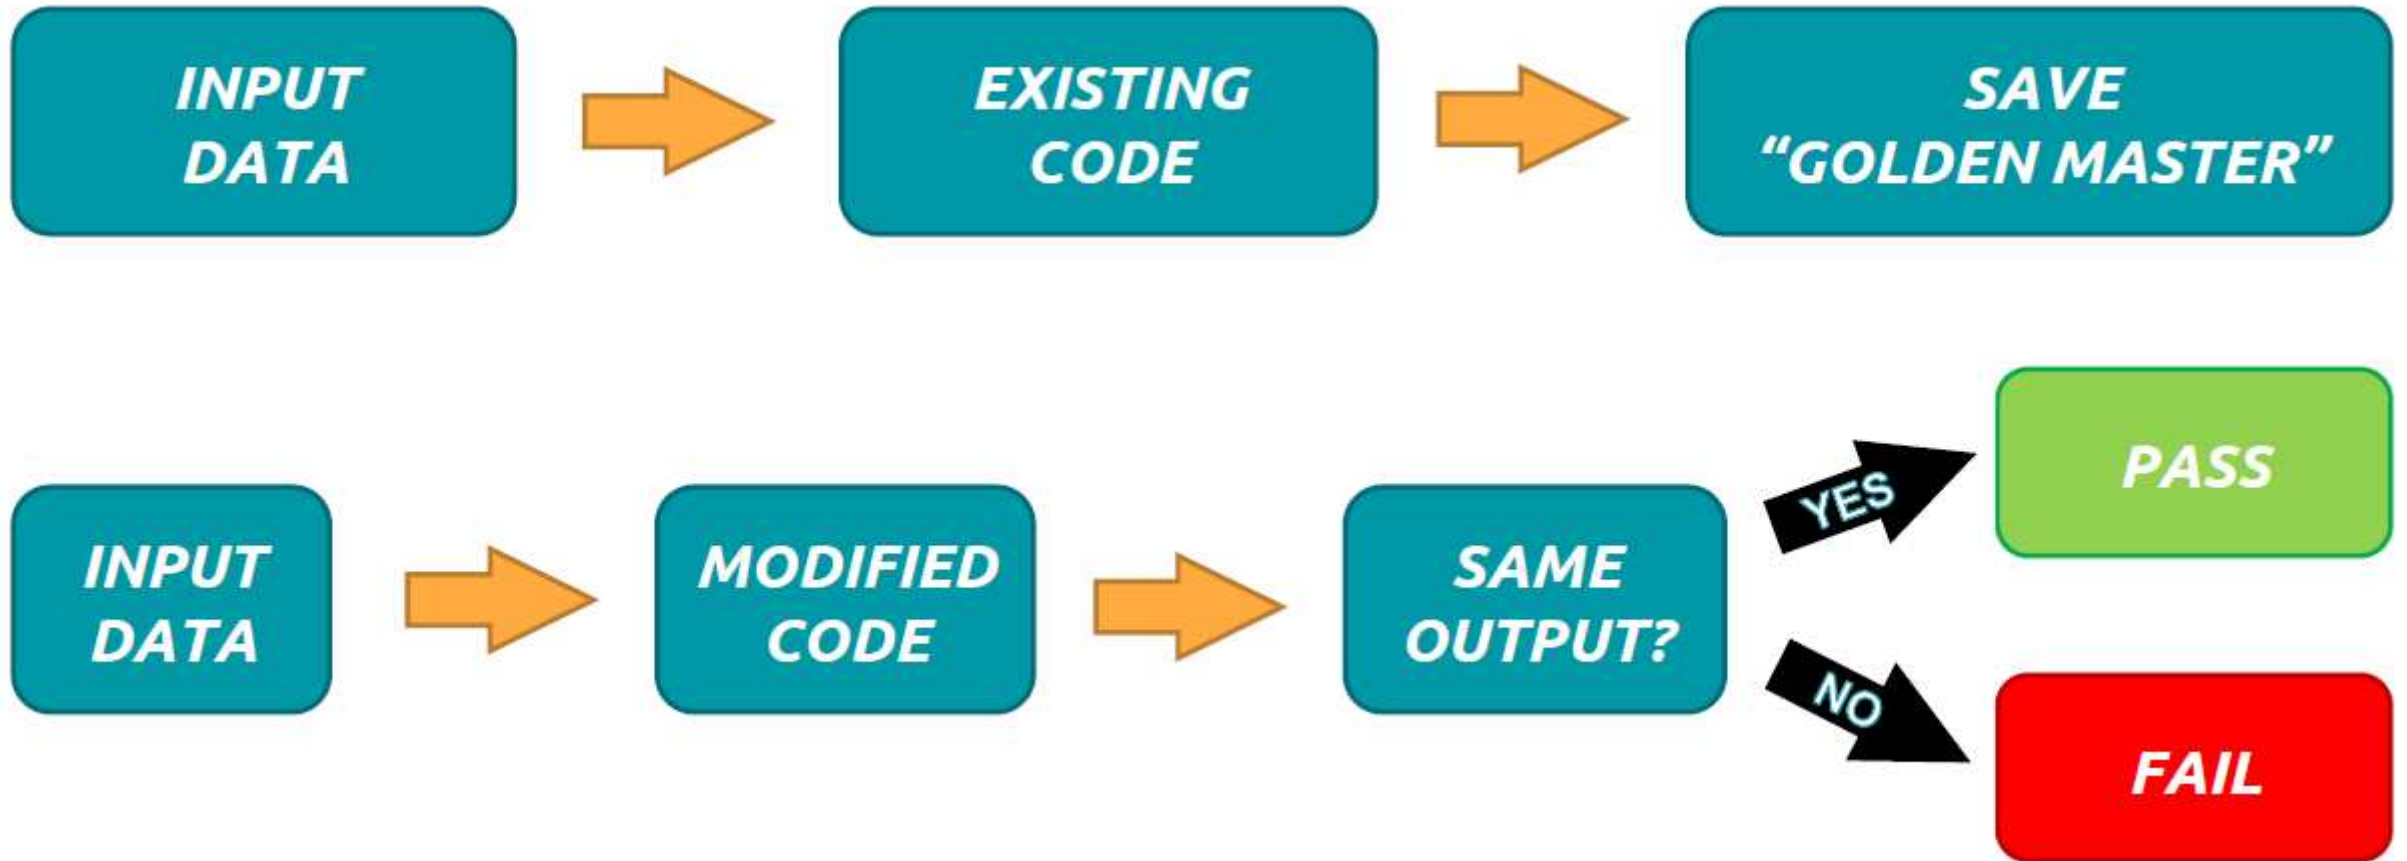 INPUT
DATA
EXISTING
CODE
SAVE
“GOLDEN MASTER”
INPUT
DATA
MODIFIED
CODE
SAME
OUTPUT?
YES
PASS
NO
FAIL